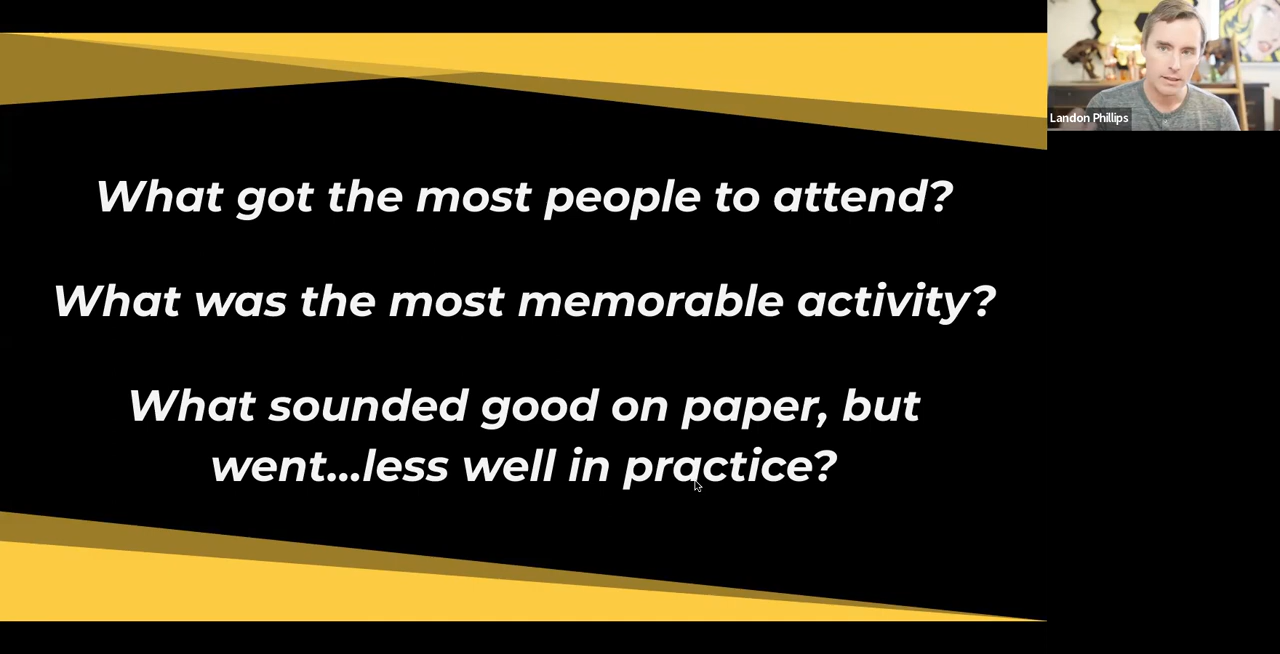 What got the most people to attend?
What was the most memorable activity?
What sounded good on paper, but
went...less well in practice?
Landon Phillips